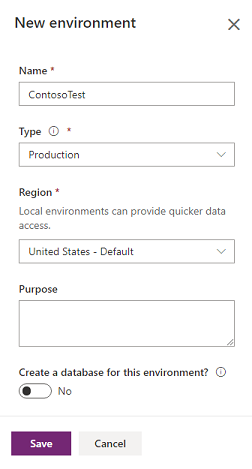 New environment
Name *
ContosoTest
Type *
Production
Region *
Local environments can provide quicker data
access.
United States - Default
Purpose
Create a database for this environment?
No
Save Cancel